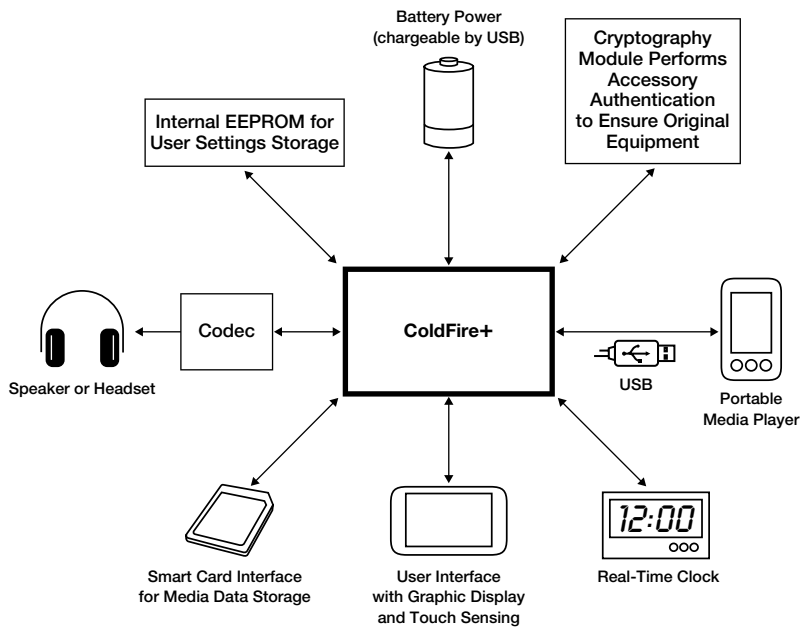 Battery Power
(chargeable by USB)
Cryptography
Module Performs
Accessory
Authentication
to Ensure Original
Equipment
Internal EEPROM for
User Settings Storage
Codec
ColdFire+
Speaker or Headset
USB
Portable
Media Player
12:00
Smart Card Interface
for Media Data Storage
User Interface
with Graphic Display
and Touch Sensing
Real-Time Clock